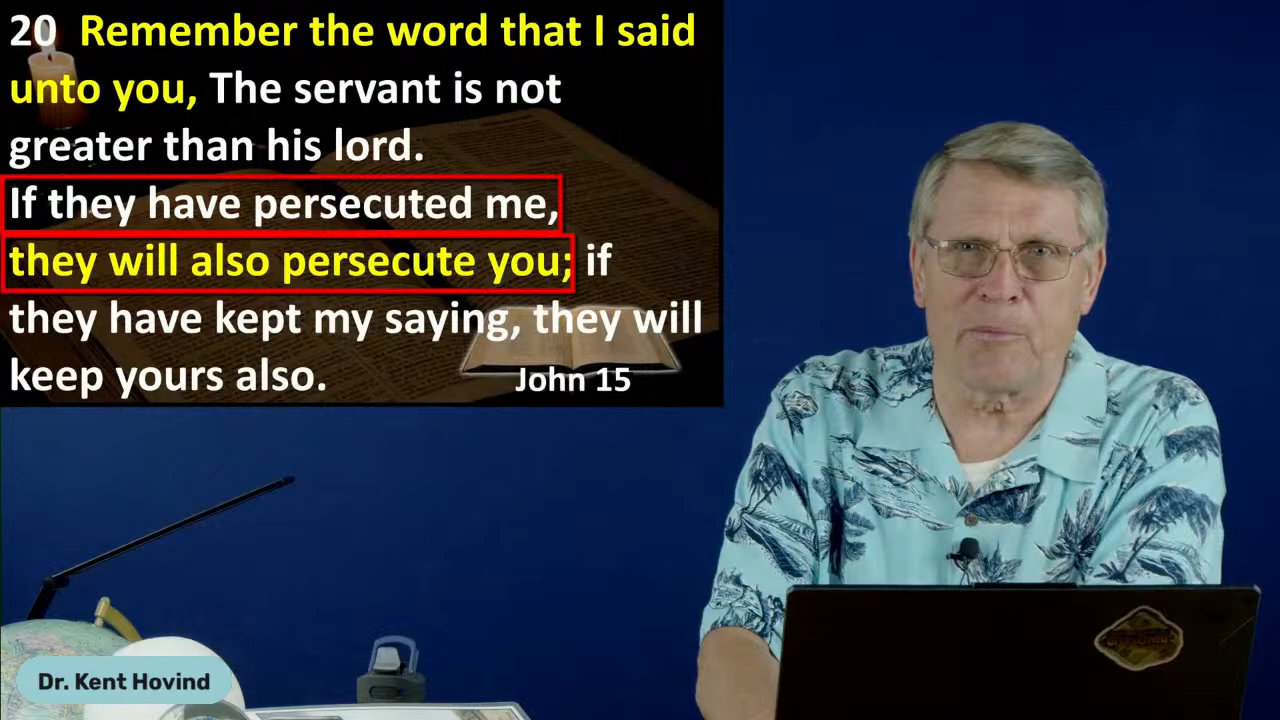 20 Remember the word that I said
unto you, The servant is not
greater than his lord.
If they have persecuted me,
they will also persecute you; if
they have kept my saying, they will
keep yours also.
John 15
Dr. Kent Hovind